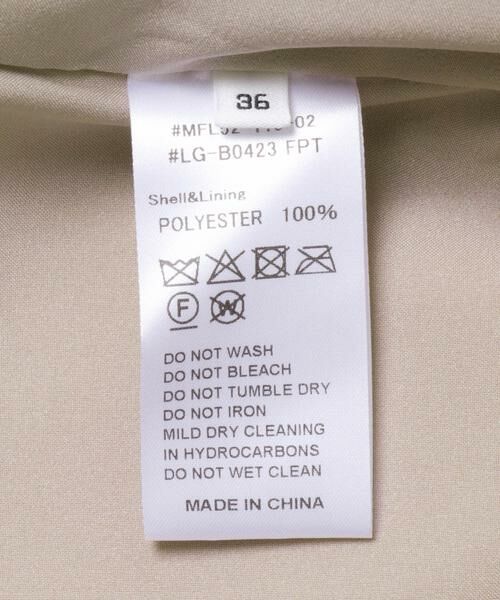 36
02
#LG-B0423 FPT
Shell&Lining
POLYESTER 100%
F W
DO NOT WASH
DO NOT BLEACH
DO NOT TUMBLE DRY
DO NOT IRON
MILD DRY CLEANING
IN HYDROCARBONS
DO NOT WET CLEAN
MADE IN CHINA